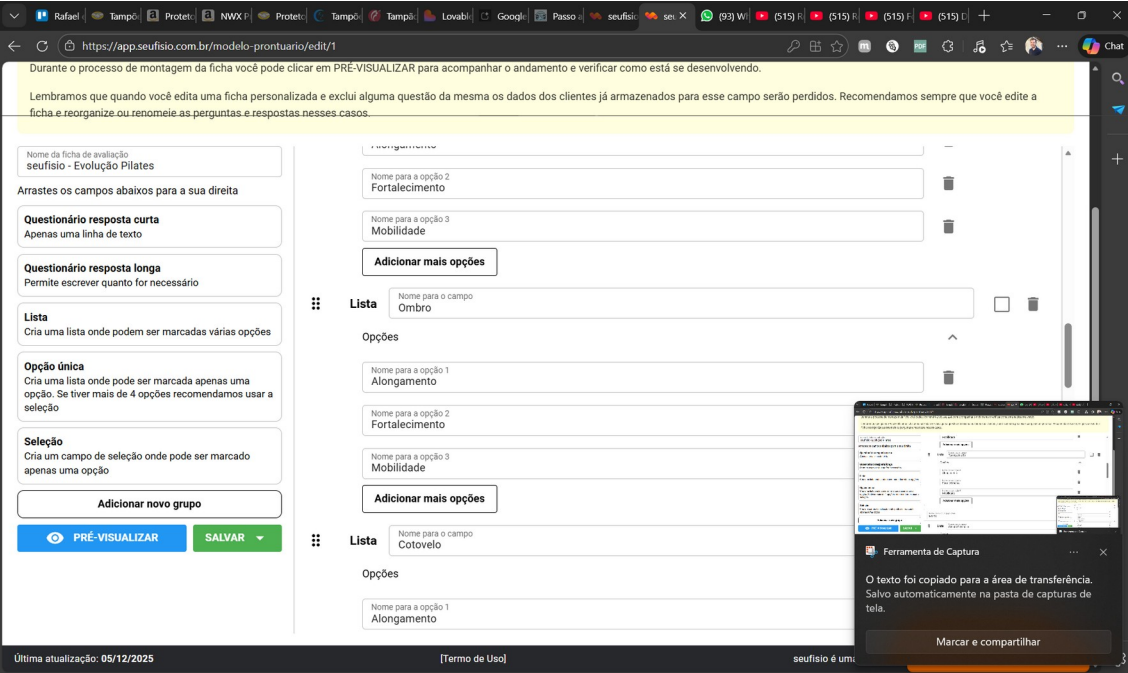 Rafael
Tampõ
Proteto
NWX P
Proteto
Tampõ
Tampão
Lovabl
Google
Passo a
seufisio
seu
(93) W
(515) R
(515) R
(515) F
(515) D
https://app.seufisio.com.br/modelo-prontuario/edit/1
PDF
Chat
Durante o processo de montagem da ficha você pode clicar em PRÉ-VISUALIZAR para acompanhar o andamento e verificar como está se desenvolvendo.
Lembramos que quando você edita uma ficha personalizada e exclui alguma questão da mesma os dados dos clientes já armazenados para esse campo serão perdidos. Recomendamos sempre que você edite a
ficha e reorganize ou renomeie as perguntas e respostas nesses casos.
Nome da ficha de avaliação
seufisio - Evolução Pilates
Arrastes os campos abaixos para a sua direita
Questionário resposta curta
Apenas uma linha de texto
Questionário resposta longa
Permite escrever quanto for necessário
Lista
Cria uma lista onde podem ser marcadas várias opções
Opção única
Cria uma lista onde pode ser marcada apenas uma
opção. Se tiver mais de 4 opções recomendamos usar a
seleção
Seleção
Cria um campo de seleção onde pode ser marcado
apenas uma opção
Adicionar novo grupo
PRÉ-VISUALIZAR
SALVAR
Alongamento
Nome para a opção 2
Fortalecimento
Nome para a opção 3
Mobilidade
Adicionar mais opções
Lista
Nome para o campo
Ombro
Opções
Nome para a opção 1
Alongamento
Nome para a opção 2
Fortalecimento
Nome para a opção 3
Mobilidade
Adicionar mais opções
Lista
Nome para o campo
Cotovelo
Opções
Nome para a opção 1
Alongamento
Ferramenta de Captura
O texto foi copiado para a área de transferência.
Salvo automaticamente na pasta de capturas de
tela.
Marcar e compartilhar
Última atualização: 05/12/2025
[Termo de Uso]
seufisio é uma